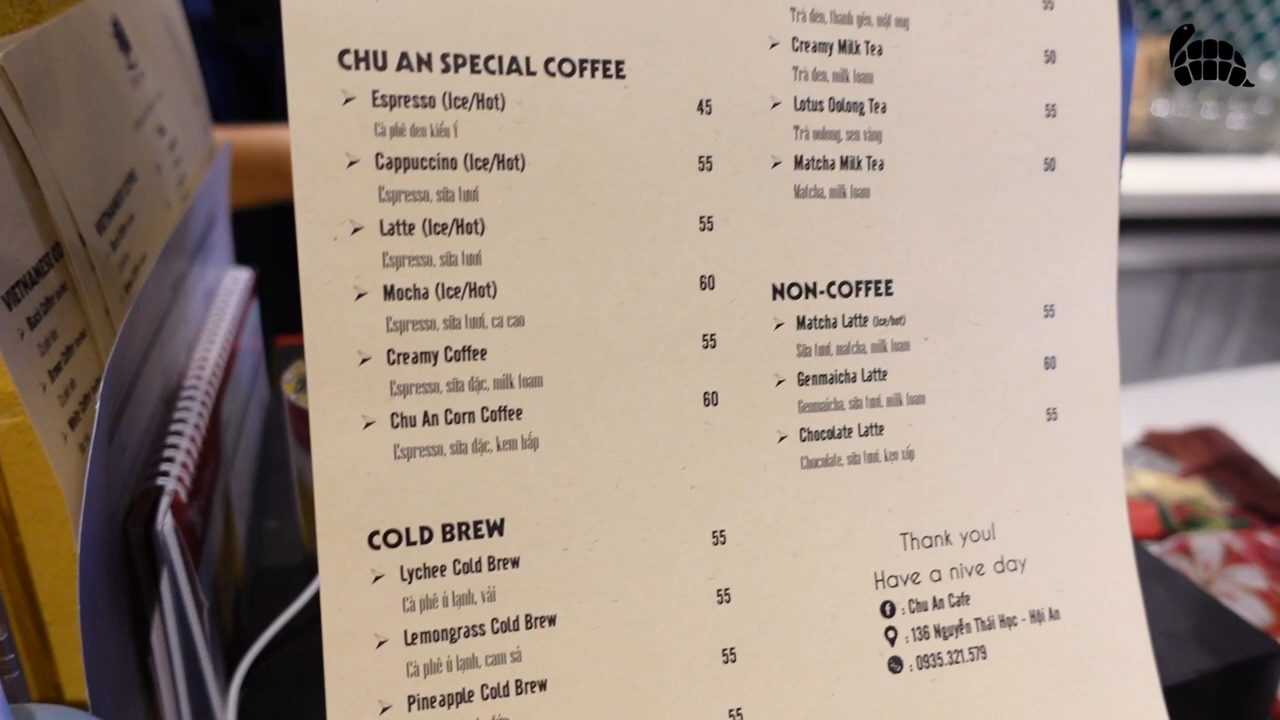 CHU AN SPECIAL COFFEE
Espresso (Ice/Hot) 45
Cà phê đen kiểu Ý
Cappuccino (Ice/Hot) 55
Espresso, sữa tươi
Latte (Ice/Hot) 55
Espresso, sữa tươi
Mocha (Ice/Hot) 60
Espresso, sữa tươi, ca cao
Creamy Coffee 55
Espresso, sữa đặc, milk foam
Chu An Corn Coffee 60
Espresso, sữa đặc, kem bắp
COLD BREW
Lychee Cold Brew 55
Cà phê ủ lạnh, vải
Lemongrass Cold Brew 55
Cà phê ủ lạnh, cam sả
Pineapple Cold Brew 55
55
55
Trà đen, thanh yên, mật ong
Creamy Milk Tea 50
Trà đen, milk foam
Lotus Oolong Tea 55
Trà oolong, sen vàng
Matcha Milk Tea 50
Matcha, milk foam
NON-COFFEE
Matcha Latte (Ice/hot) 55
Sữa tươi, matcha, milk foam
Genmaicha Latte 60
Genmaicha, sữa tươi, milk foam
Chocolate Latte 55
Chocolate, sữa tươi, kẹo xốp
Thank you!
Have a nive day
: Chu An Cafe
: 136 Nguyễn Thái Học - Hội An
: 0935.321.579